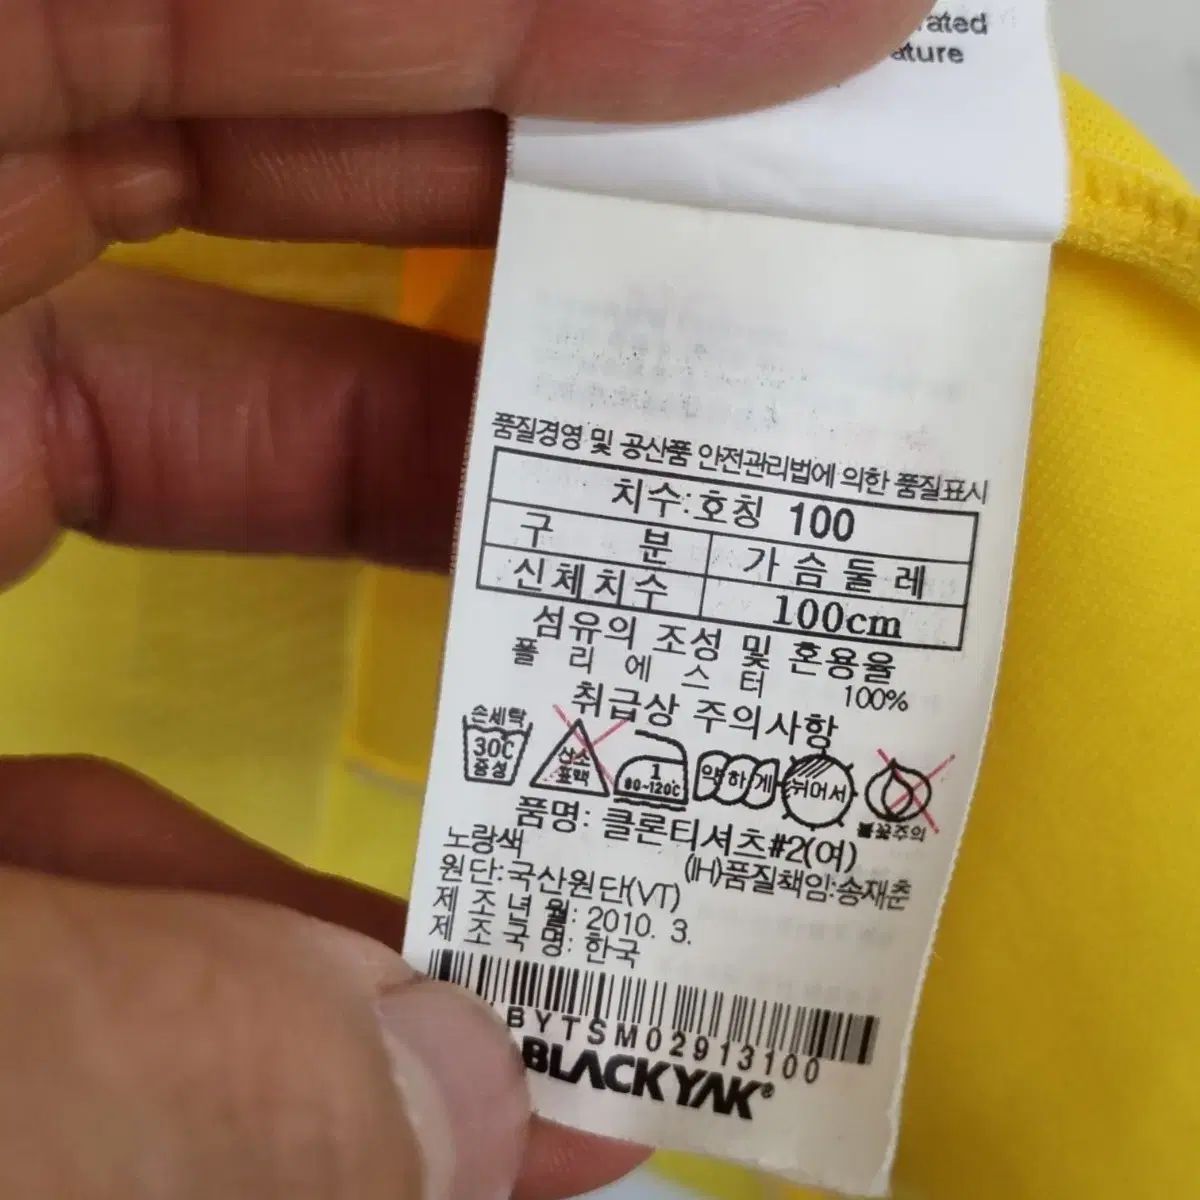 rated
ature
품질경영 및 공산품 안전관리법에 의한 품질표시
치수:호칭 100
구 분 가슴둘레
신체치수 100cm
섬유의 조성 및 혼용율
폴리에스터 100%
취급상 주의사항
손세탁
30℃
중성
산소
표백
1
80~120℃
약하게
뉘어서
불꽃주의
품명: 클론티셔츠#2(여)
노랑색 (IH)품질책임:송재춘
원단:국산원단(VT)
제조년월: 2010. 3.
제조국명: 한국
BYTSM02913100
BLACKYAK®